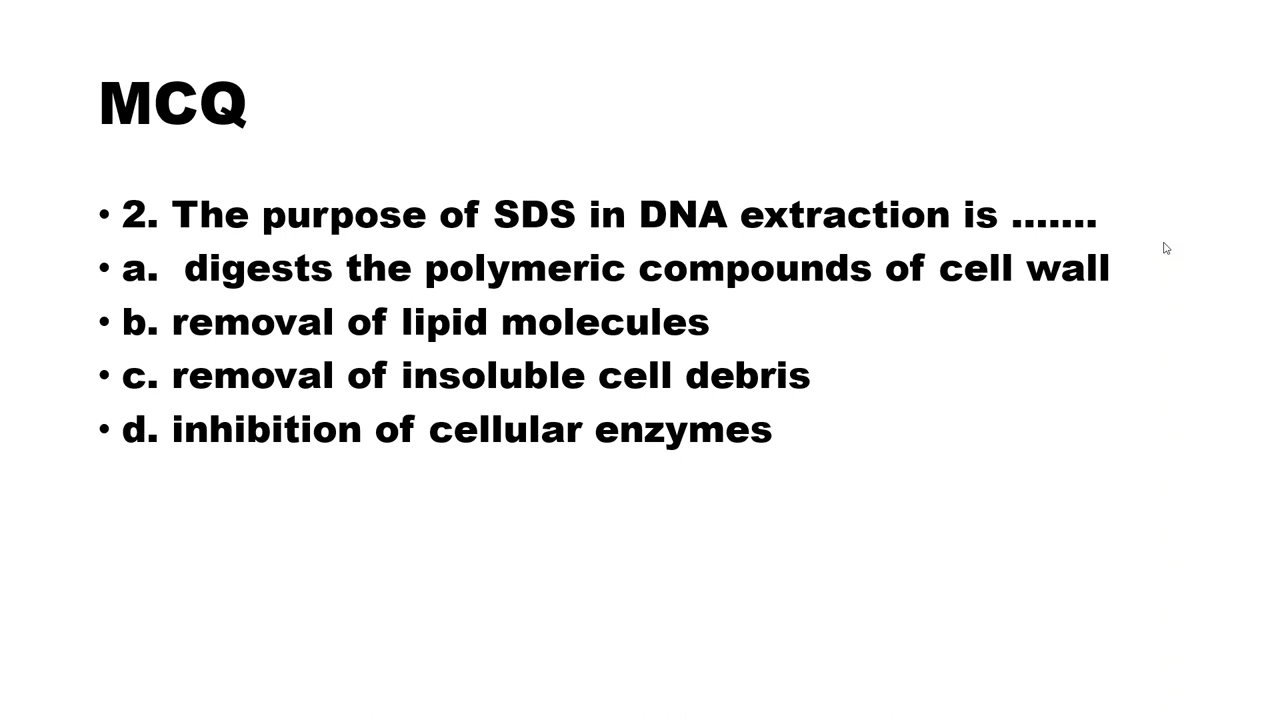 MCQ
• 2. The purpose of SDS in DNA extraction is .......
• a.  digests the polymeric compounds of cell wall
• b. removal of lipid molecules
• c. removal of insoluble cell debris
• d. inhibition of cellular enzymes